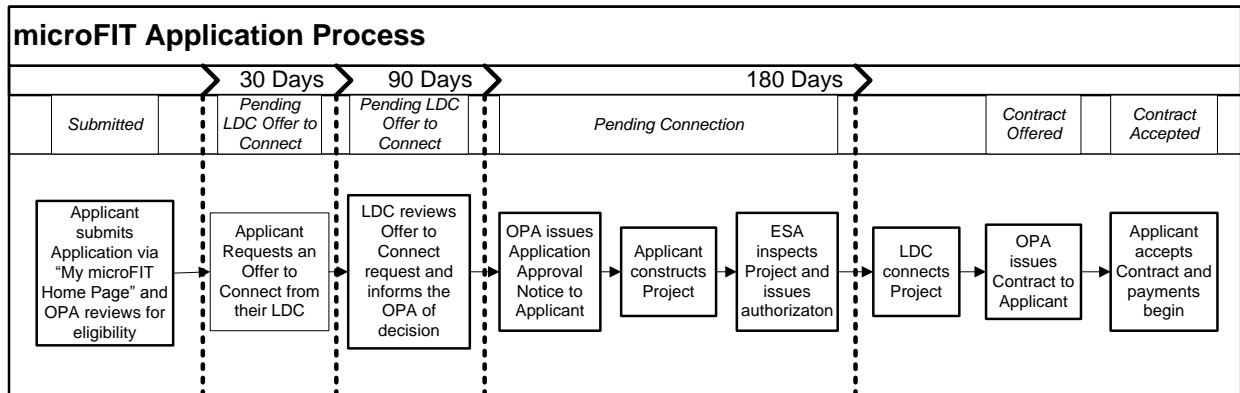 microFIT Application Process
30 Days
90 Days
180 Days
Submitted
Pending
LDC Offer to
Connect
Pending LDC
Offer to
Connect
Pending Connection
Contract
Offered
Contract
Accepted
Applicant
submits
Application via
“My microFIT
Home Page” and
OPA reviews for
eligibility
Applicant
Requests an
Offer to
Connect from
their LDC
LDC reviews
Offer to
Connect
request and
informs the
OPA of
decision
OPA issues
Application
Approval
Notice to
Applicant
Applicant
constructs
Project
ESA
inspects
Project and
issues
authorizaton
LDC
connects
Project
OPA
issues
Contract to
Applicant
Applicant
accepts
Contract and
payments
begin